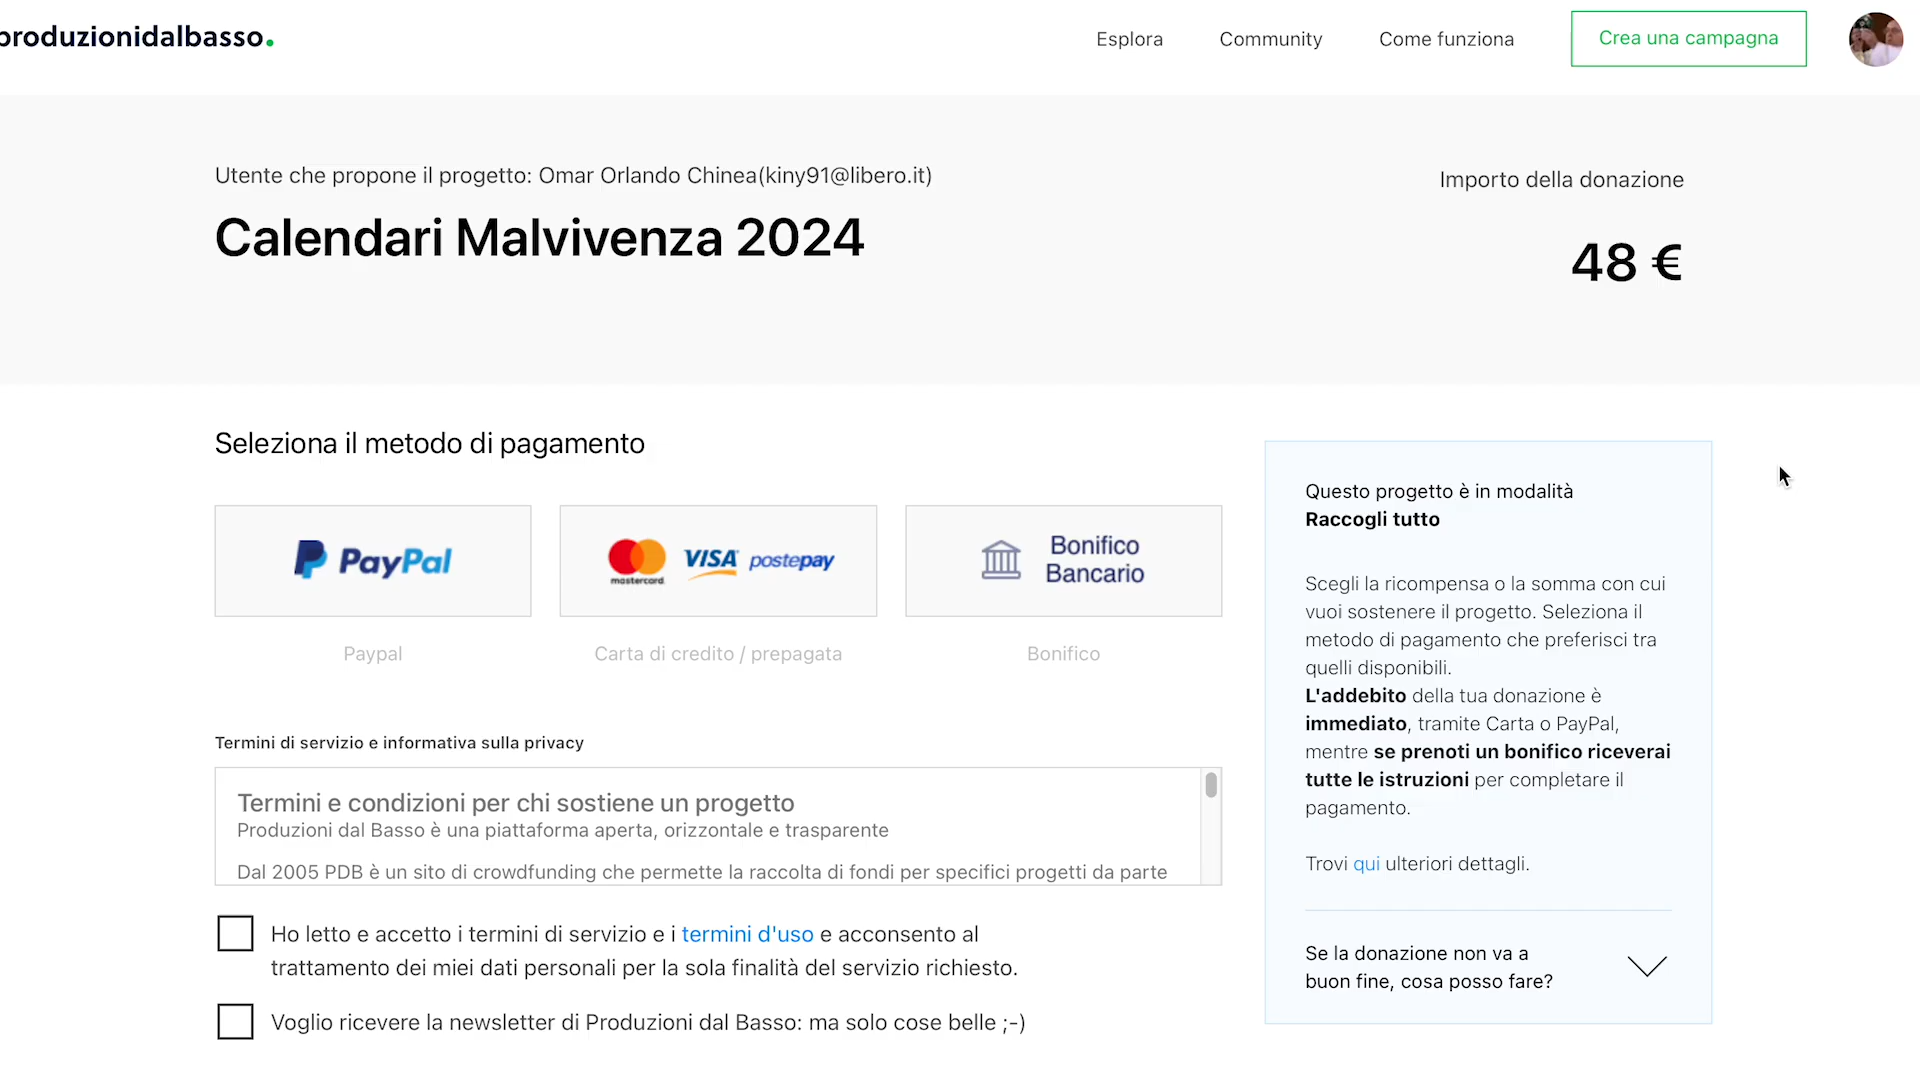 produzionidalbasso.
Esplora
Community
Come funziona
Crea una campagna
Utente che propone il progetto: Omar Orlando Chinea(kiny91@libero.it)
Calendari Malvivenza 2024
Importo della donazione
48 €
Seleziona il metodo di pagamento
PayPal
mastercard
VISA
postepay
Bonifico
Bancario
Paypal
Carta di credito / prepagata
Bonifico
Termini di servizio e informativa sulla privacy
Termini e condizioni per chi sostiene un progetto
Produzioni dal Basso è una piattaforma aperta, orizzontale e trasparente
Dal 2005 PDB è un sito di crowdfunding che permette la raccolta di fondi per specifici progetti da parte
Ho letto e accetto i termini di servizio e i termini d'uso e acconsento al
trattamento dei miei dati personali per la sola finalità del servizio richiesto.
Voglio ricevere la newsletter di Produzioni dal Basso: ma solo cose belle ;-)
Questo progetto è in modalità
Raccogli tutto
Scegli la ricompensa o la somma con cui
vuoi sostenere il progetto. Seleziona il
metodo di pagamento che preferisci tra
quelli disponibili.
L'addebito della tua donazione è
immediato, tramite Carta o PayPal,
mentre se prenoti un bonifico riceverai
tutte le istruzioni per completare il
pagamento.
Trovi qui ulteriori dettagli.
Se la donazione non va a
buon fine, cosa posso fare?